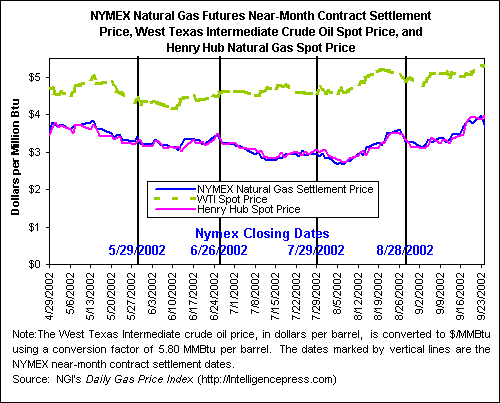 NYMEX Natural Gas Futures Near-Month Contract Settlement
Price, West Texas Intermediate Crude Oil Spot Price, and
Henry Hub Natural Gas Spot Price
Dollars per Million Btu
$5
$4
$3
$2
$1
$0
NYMEX Natural Gas Settlement Price
WTI Spot Price
Henry Hub Spot Price
Nymex Closing Dates
5/29/2002 6/26/2002 7/29/2002 8/28/2002
4/29/2002
5/6/2002
5/13/2002
5/20/2002
5/27/2002
6/3/2002
6/10/2002
6/17/2002
6/24/2002
7/1/2002
7/8/2002
7/15/2002
7/22/2002
7/29/2002
8/5/2002
8/12/2002
8/19/2002
8/26/2002
9/2/2002
9/9/2002
9/16/2002
9/23/2002
Note:The West Texas Intermediate crude oil price, in dollars per barrel, is converted to $/MMBtu
using a conversion factor of 5.80 MMBtu per barrel. The dates marked by vertical lines are the
NYMEX near-month contract settlement dates.
Source: NGI's Daily Gas Price Index (http://intelligencepress.com)